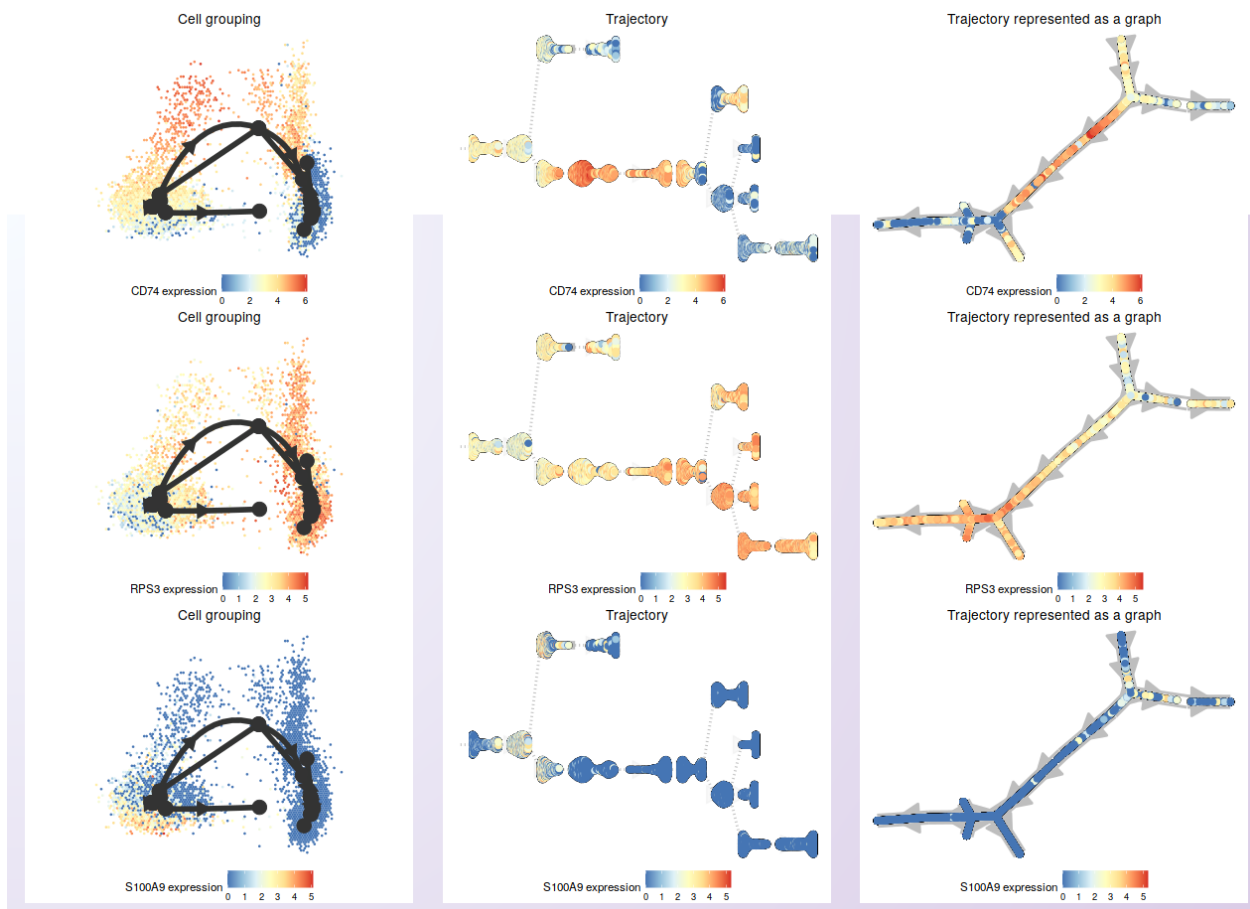 Cell grouping
Trajectory
Trajectory represented as a graph
CD74 expression
0 2 4 6
CD74 expression
0 2 4 6
CD74 expression
0 2 4 6
Cell grouping
Trajectory
Trajectory represented as a graph
RPS3 expression
0 1 2 3 4 5
RPS3 expression
0 1 2 3 4 5
RPS3 expression
0 1 2 3 4 5
Cell grouping
Trajectory
Trajectory represented as a graph
S100A9 expression
0 1 2 3 4 5
S100A9 expression
0 1 2 3 4 5
S100A9 expression
0 1 2 3 4 5